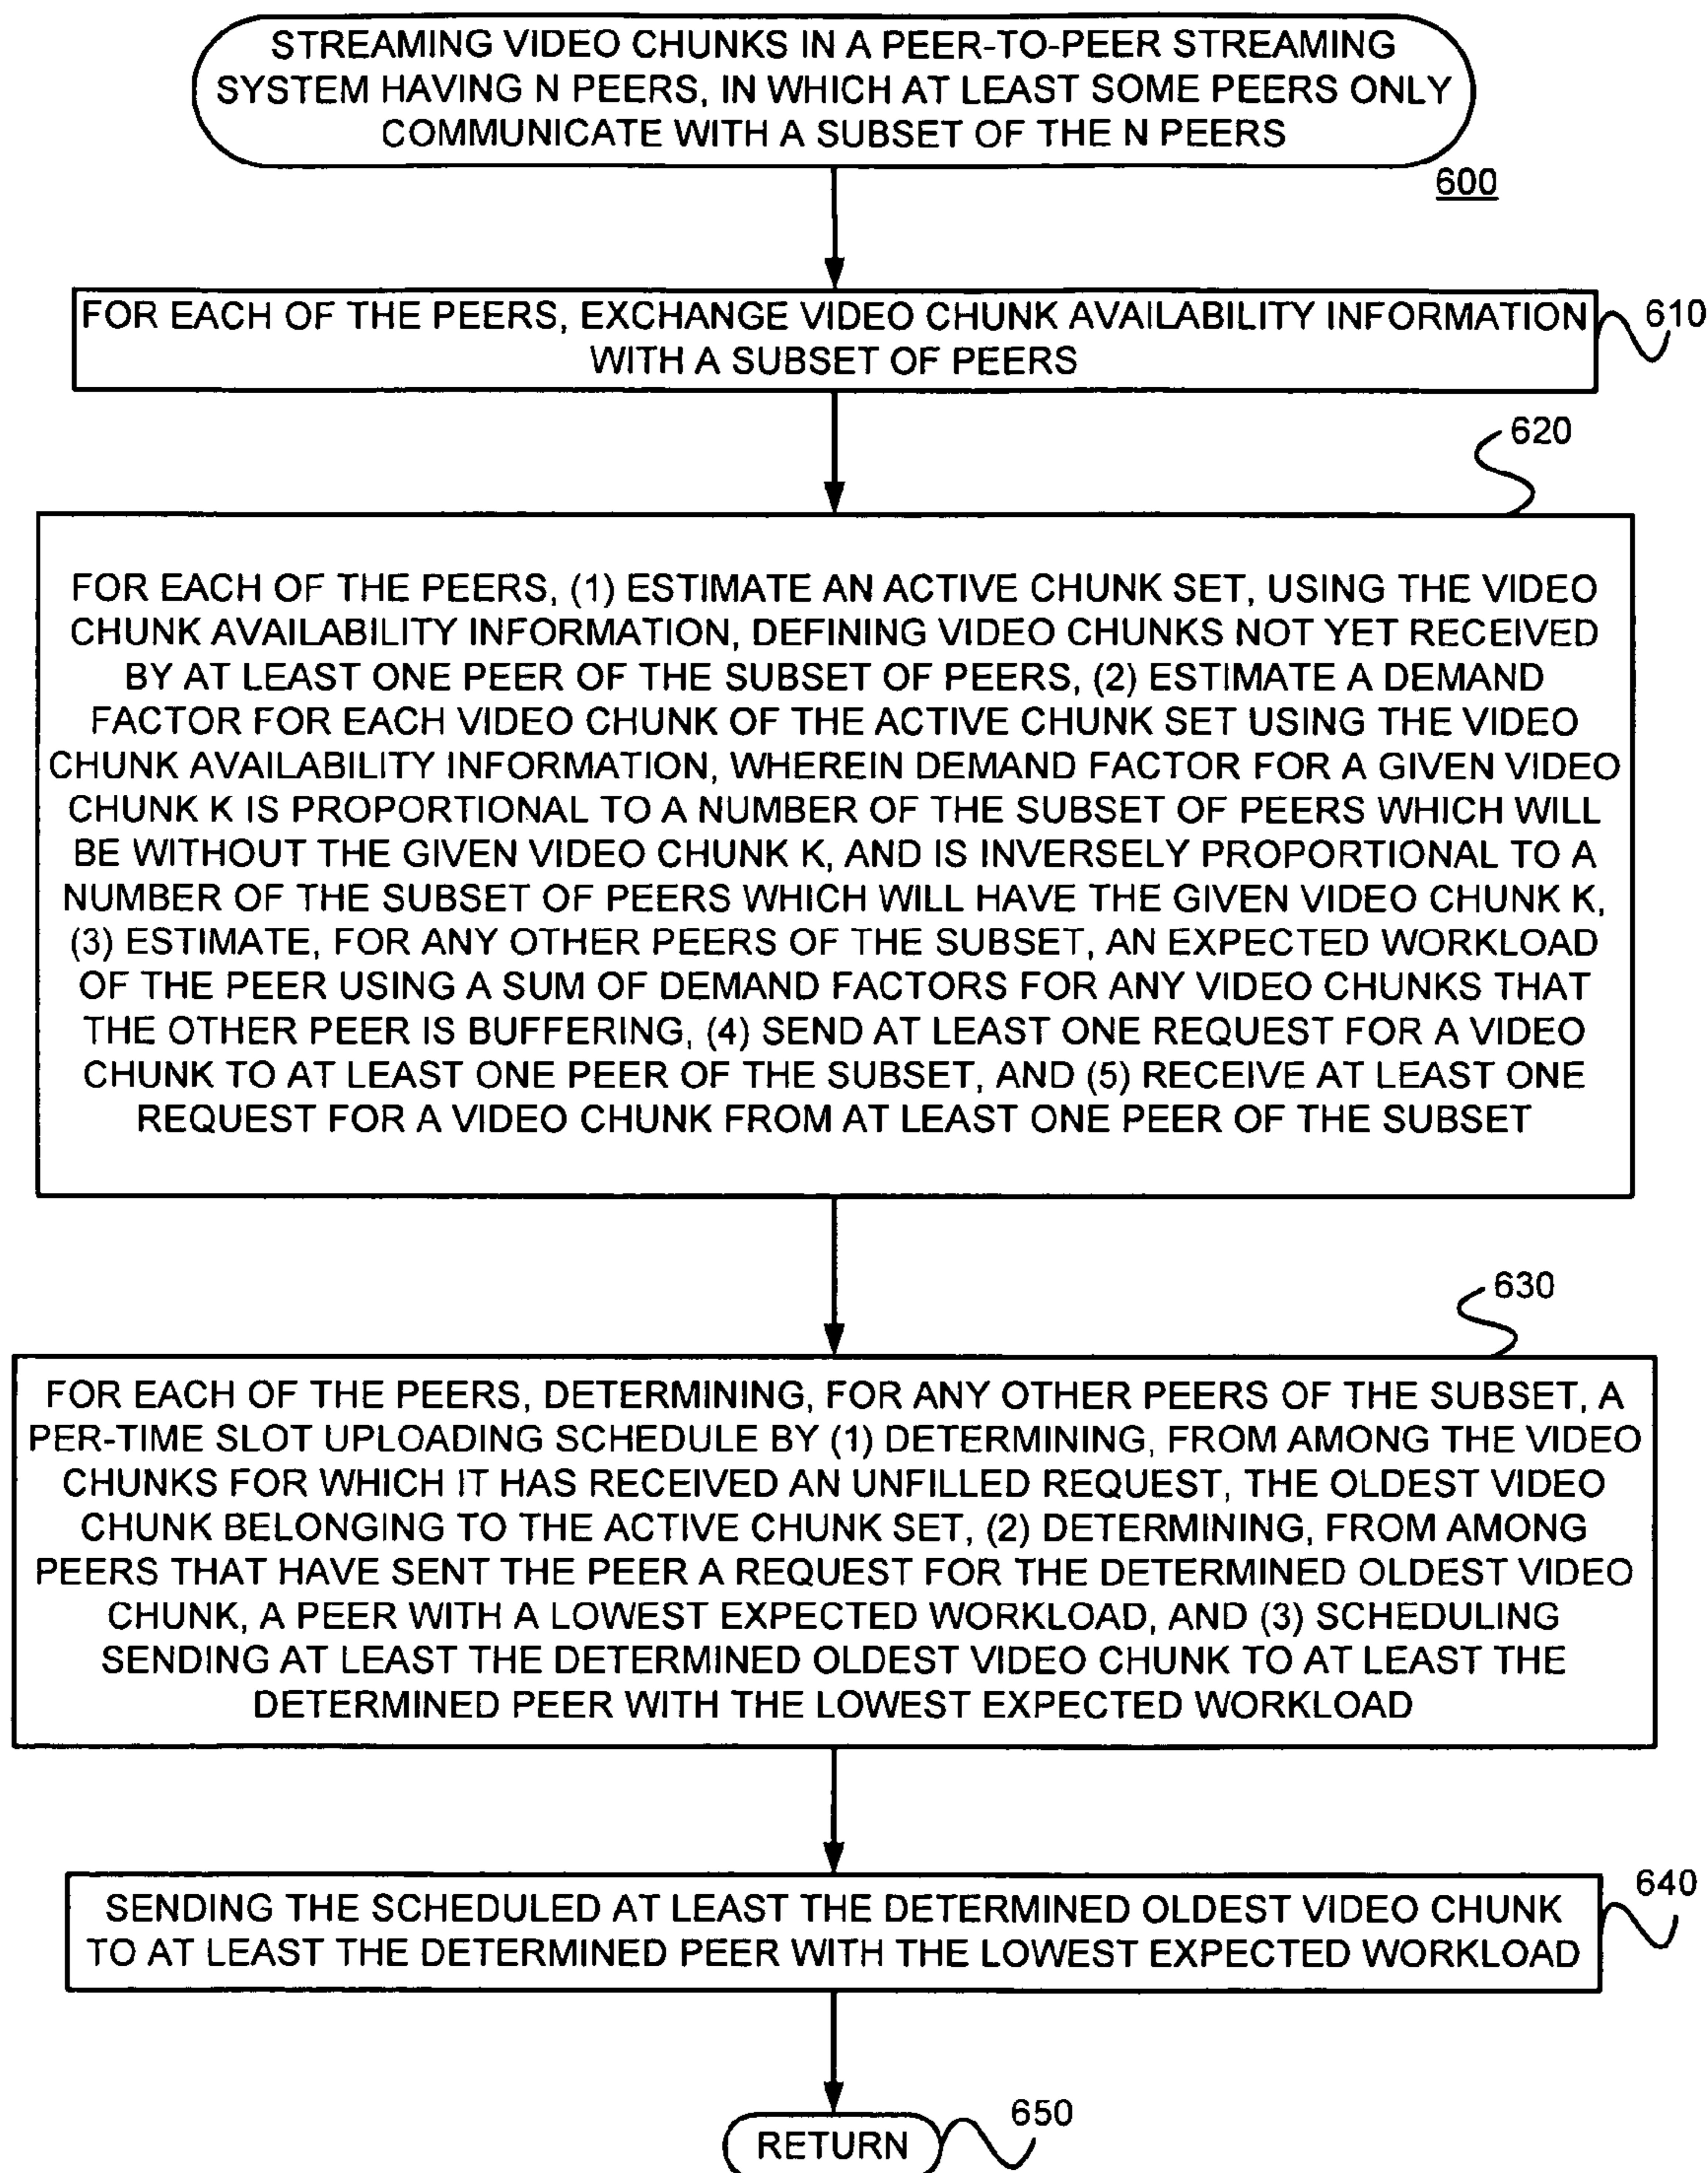 STREAMING VIDEO CHUNKS IN A PEER-TO-PEER STREAMING
SYSTEM HAVING N PEERS, IN WHICH AT LEAST SOME PEERS ONLY
COMMUNICATE WITH A SUBSET OF THE N PEERS
600
FOR EACH OF THE PEERS, EXCHANGE VIDEO CHUNK AVAILABILITY INFORMATION
WITH A SUBSET OF PEERS
610
620
FOR EACH OF THE PEERS, (1) ESTIMATE AN ACTIVE CHUNK SET, USING THE VIDEO
CHUNK AVAILABILITY INFORMATION, DEFINING VIDEO CHUNKS NOT YET RECEIVED
BY AT LEAST ONE PEER OF THE SUBSET OF PEERS, (2) ESTIMATE A DEMAND
FACTOR FOR EACH VIDEO CHUNK OF THE ACTIVE CHUNK SET USING THE VIDEO
CHUNK AVAILABILITY INFORMATION, WHEREIN DEMAND FACTOR FOR A GIVEN VIDEO
CHUNK K IS PROPORTIONAL TO A NUMBER OF THE SUBSET OF PEERS WHICH WILL
BE WITHOUT THE GIVEN VIDEO CHUNK K, AND IS INVERSELY PROPORTIONAL TO A
NUMBER OF THE SUBSET OF PEERS WHICH WILL HAVE THE GIVEN VIDEO CHUNK K,
(3) ESTIMATE, FOR ANY OTHER PEERS OF THE SUBSET, AN EXPECTED WORKLOAD
OF THE PEER USING A SUM OF DEMAND FACTORS FOR ANY VIDEO CHUNKS THAT
THE OTHER PEER IS BUFFERING, (4) SEND AT LEAST ONE REQUEST FOR A VIDEO
CHUNK TO AT LEAST ONE PEER OF THE SUBSET, AND (5) RECEIVE AT LEAST ONE
REQUEST FOR A VIDEO CHUNK FROM AT LEAST ONE PEER OF THE SUBSET
630
FOR EACH OF THE PEERS, DETERMINING, FOR ANY OTHER PEERS OF THE SUBSET, A
PER-TIME SLOT UPLOADING SCHEDULE BY (1) DETERMINING, FROM AMONG THE VIDEO
CHUNKS FOR WHICH IT HAS RECEIVED AN UNFILLED REQUEST, THE OLDEST VIDEO
CHUNK BELONGING TO THE ACTIVE CHUNK SET, (2) DETERMINING, FROM AMONG
PEERS THAT HAVE SENT THE PEER A REQUEST FOR THE DETERMINED OLDEST VIDEO
CHUNK, A PEER WITH A LOWEST EXPECTED WORKLOAD, AND (3) SCHEDULING
SENDING AT LEAST THE DETERMINED OLDEST VIDEO CHUNK TO AT LEAST THE
DETERMINED PEER WITH THE LOWEST EXPECTED WORKLOAD
640
SENDING THE SCHEDULED AT LEAST THE DETERMINED OLDEST VIDEO CHUNK
TO AT LEAST THE DETERMINED PEER WITH THE LOWEST EXPECTED WORKLOAD
650
RETURN